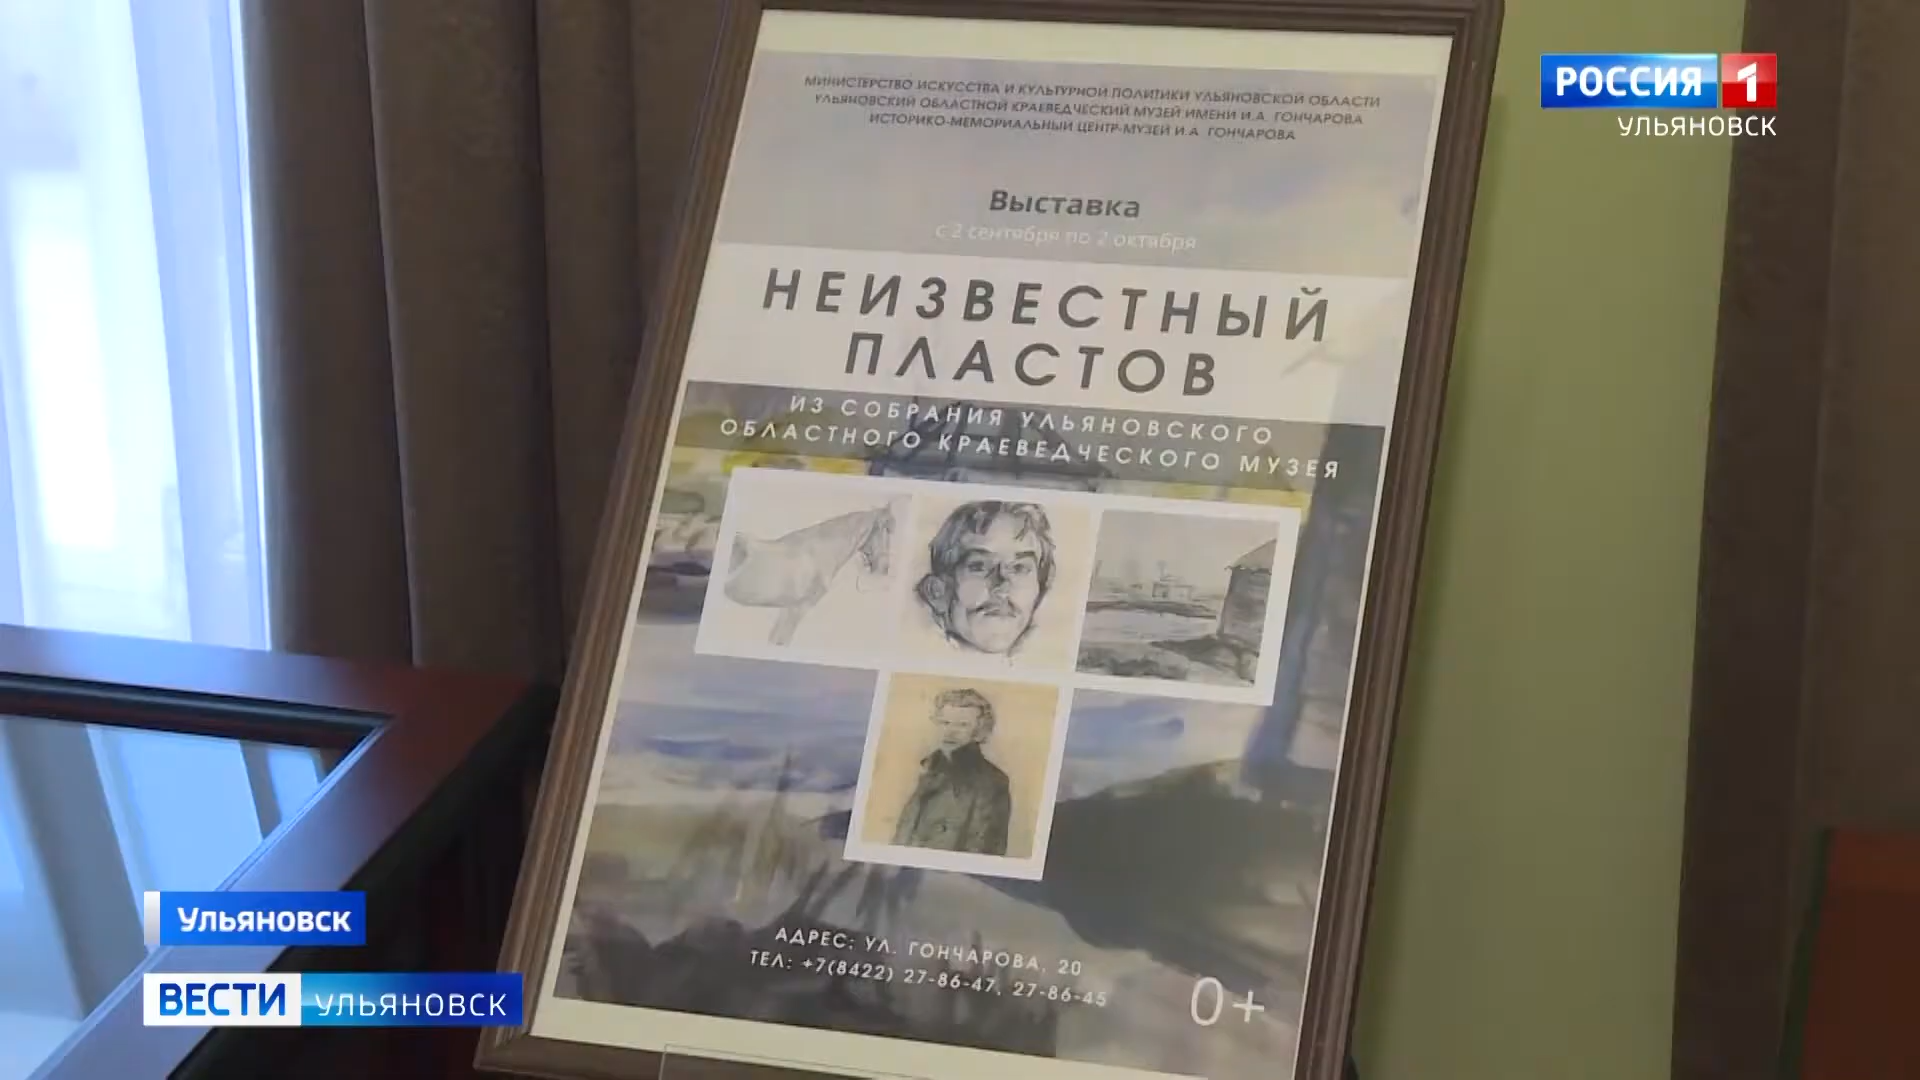 РОССИЯ 1
УЛЬЯНОВСК
МИНИСТЕРСТВО ИСКУССТВА И КУЛЬТУРНОЙ ПОЛИТИКИ УЛЬЯНОВСКОЙ ОБЛАСТИ
УЛЬЯНОВСКИЙ ОБЛАСТНОЙ КРАЕВЕДЧЕСКИЙ МУЗЕЙ ИМЕНИ И.А. ГОНЧАРОВА
ИСТОРИКО-МЕМОРИАЛЬНЫЙ ЦЕНТР-МУЗЕЙ И.А. ГОНЧАРОВА
Выставка
с 2 сентября по 2 октября
НЕИЗВЕСТНЫЙ
ПЛАСТОВ
ИЗ СОБРАНИЯ УЛЬЯНОВСКОГО
ОБЛАСТНОГО КРАЕВЕДЧЕСКОГО МУЗЕЯ
АДРЕС: УЛ. ГОНЧАРОВА, 20
ТЕЛ: +7(8422) 27-86-47, 27-86-45
0+
Ульяновск
ВЕСТИ УЛЬЯНОВСК